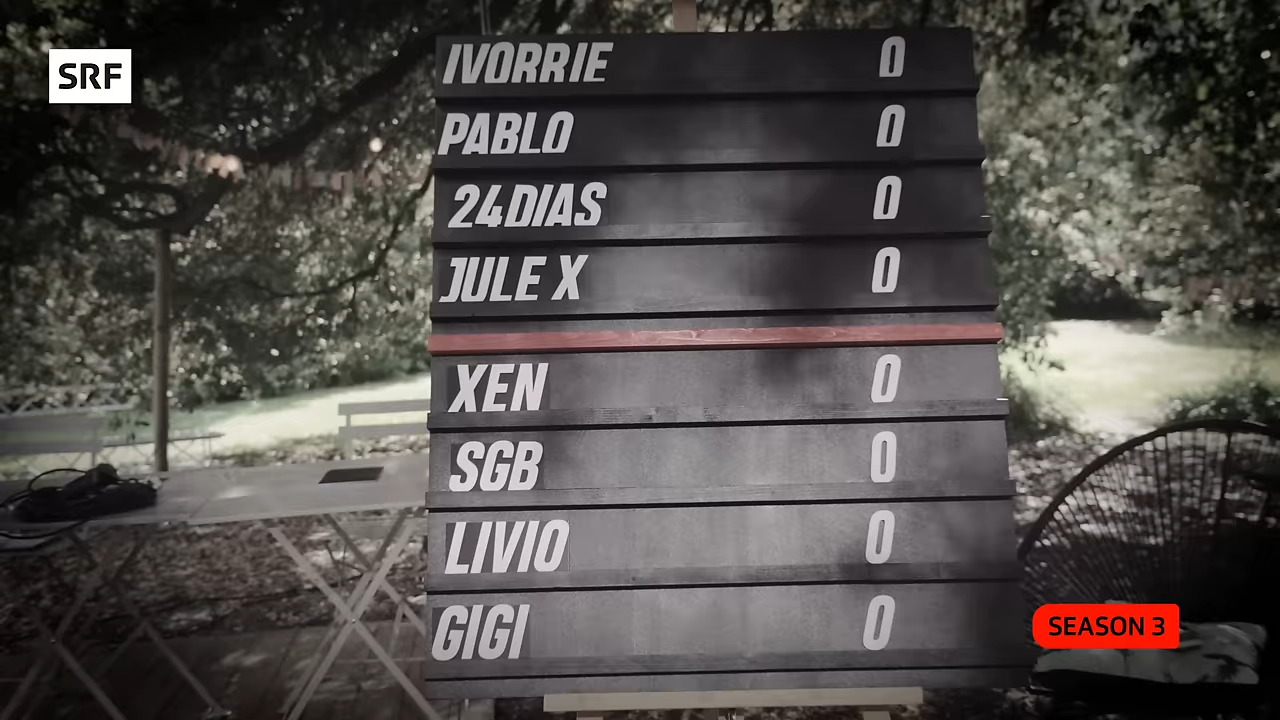 SRF
IVORRIE 0
PABLO 0
24DIAS 0
JULE X 0
XEN 0
SGB 0
LIVIO 0
GIGI 0
SEASON 3